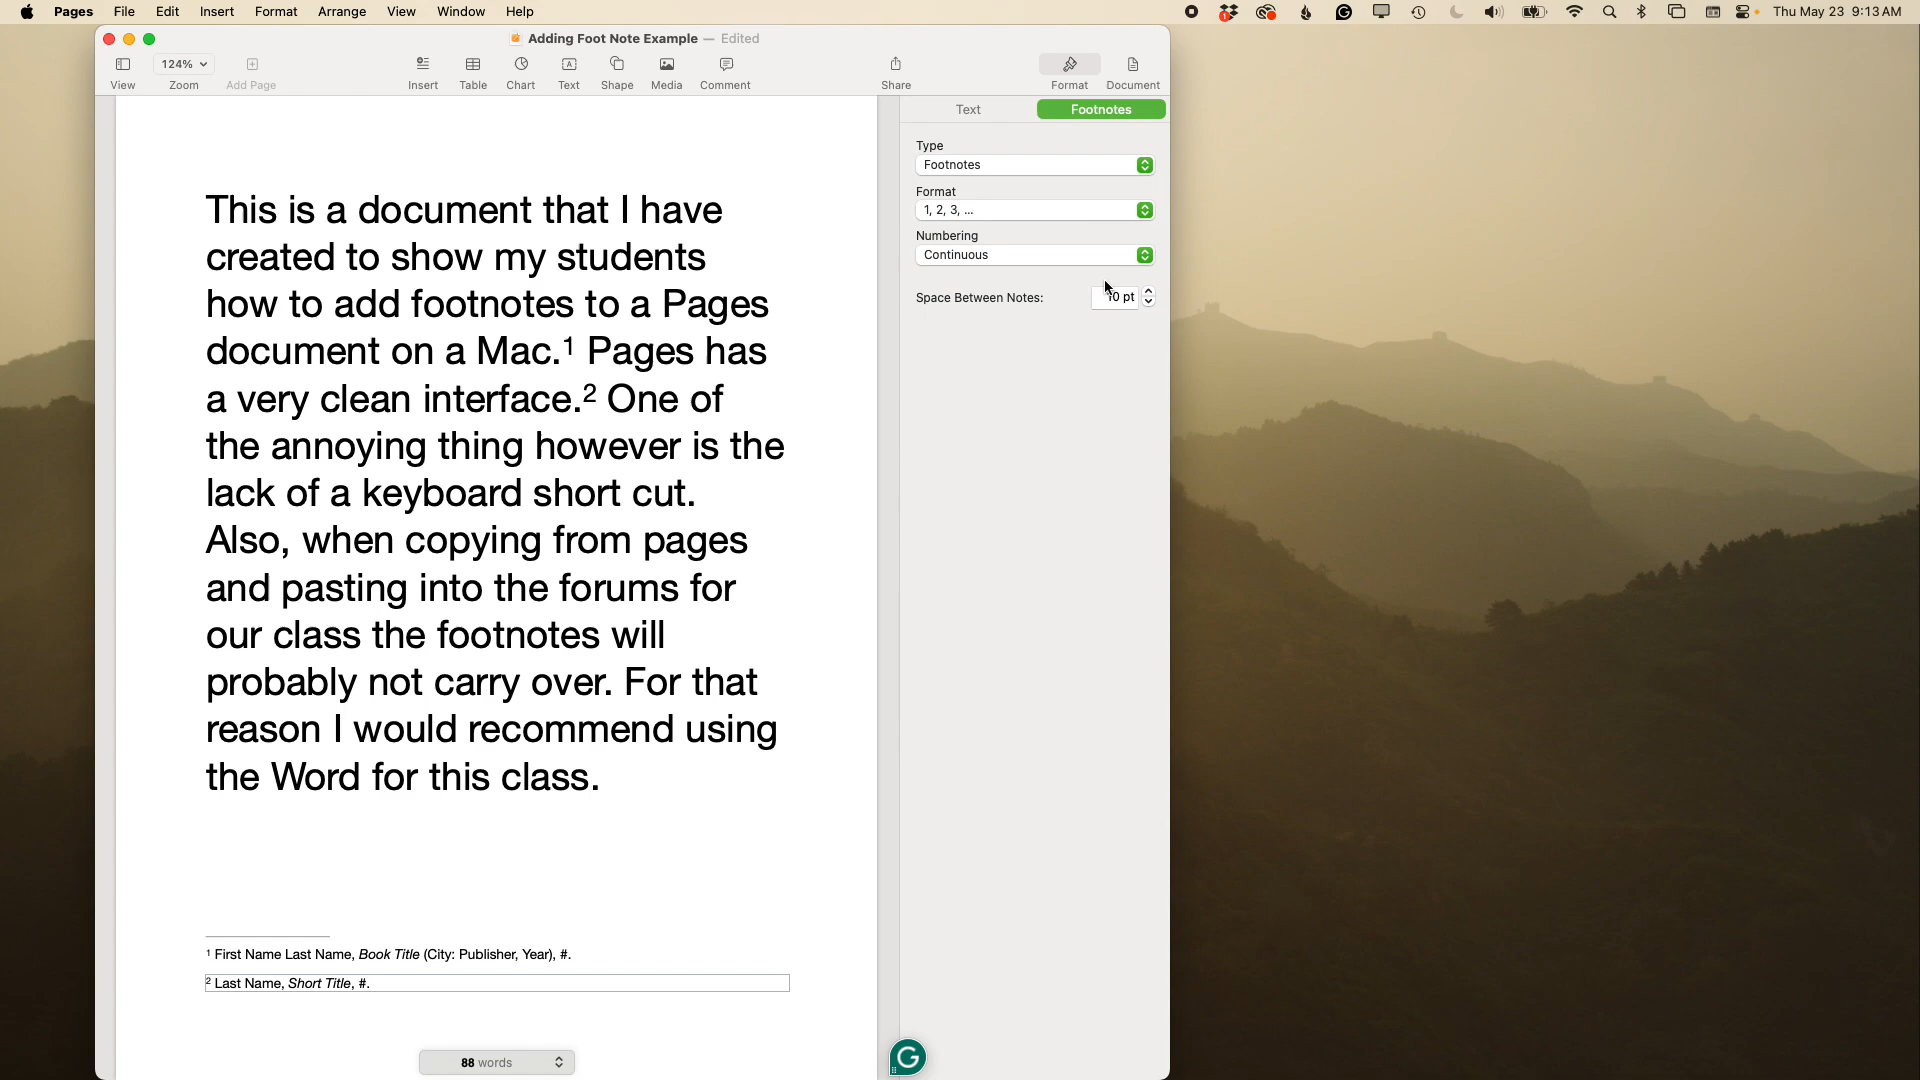 Pages File Edit Insert Format Arrange View Window Help
1
Thu May 23 9:13 AM
Adding Foot Note Example — Edited
124%
View Zoom Add Page Insert Table Chart Text Shape Media Comment Share Format Document
Text Footnotes
Type
Footnotes
Format
1, 2, 3, ...
Numbering
Continuous
Space Between Notes: 10 pt
This is a document that I have
created to show my students
how to add footnotes to a Pages
document on a Mac.¹ Pages has
a very clean interface.² One of
the annoying thing however is the
lack of a keyboard short cut.
Also, when copying from pages
and pasting into the forums for
our class the footnotes will
probably not carry over. For that
reason I would recommend using
the Word for this class.
¹ First Name Last Name, Book Title (City: Publisher, Year), #.
² Last Name, Short Title, #.
88 words
G